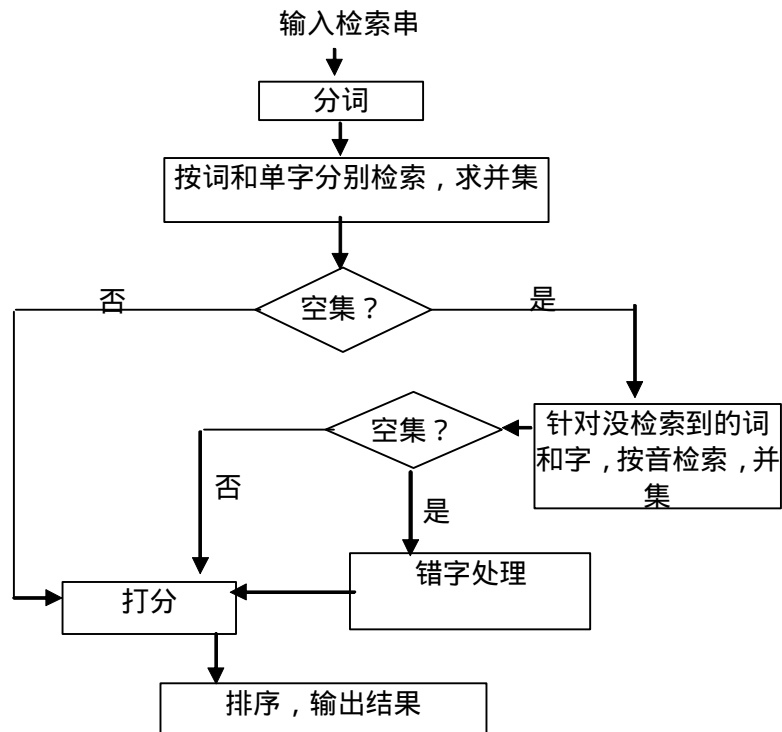 输入检索串
分词
按词和单字分别检索，求并集
空集？
否
是
针对没检索到的词
和字，按音检索，并
集
空集？
否
是
错字处理
打分
排序，输出结果